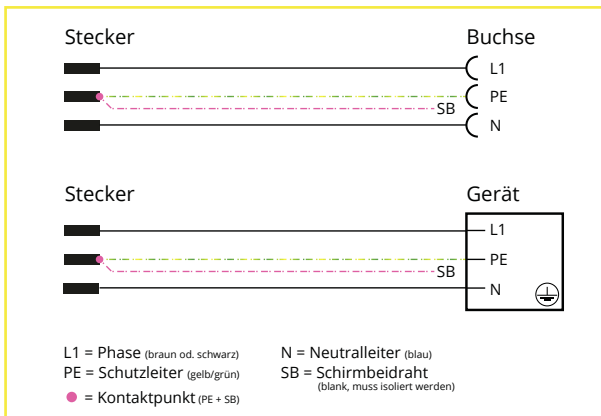 Stecker Buchse
L1
PE
SB
N
Stecker Gerät
L1
PE
SB
N
L1 = Phase (braun od. schwarz) N = Neutralleiter (blau)
PE = Schutzleiter (gelb/grün) SB = Schirmbeidraht
(blank, muss isoliert werden)
= Kontaktpunkt (PE + SB)